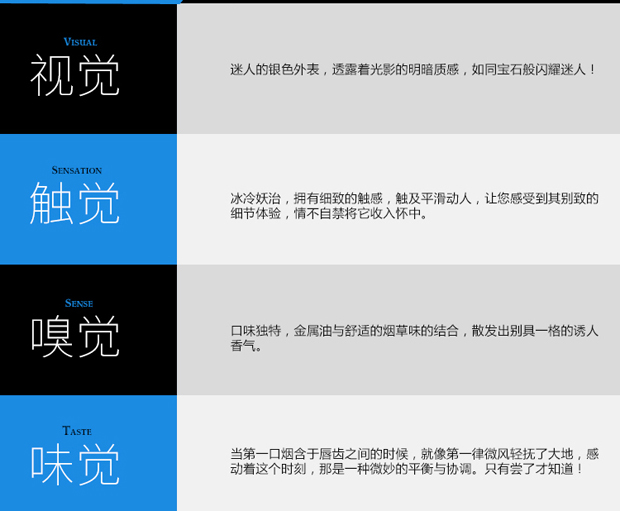 VISUAL
视觉
迷人的银色外表，透露着光影的明暗质感，如同宝石般闪耀迷人！
SENSATION
触觉
冰冷妖治，拥有细致的触感，触及平滑动人，让您感受到其别致的
细节体验，情不自禁将它收入怀中。
SENSE
嗅觉
口味独特，金属油与舒适的烟草味的结合，散发出别具一格的诱人
香气。
TASTE
味觉
当第一口烟含于唇齿之间的时候，就像第一律微风轻抚了大地，感
动着这个时刻，那是一种微妙的平衡与协调。只有尝了才知道！